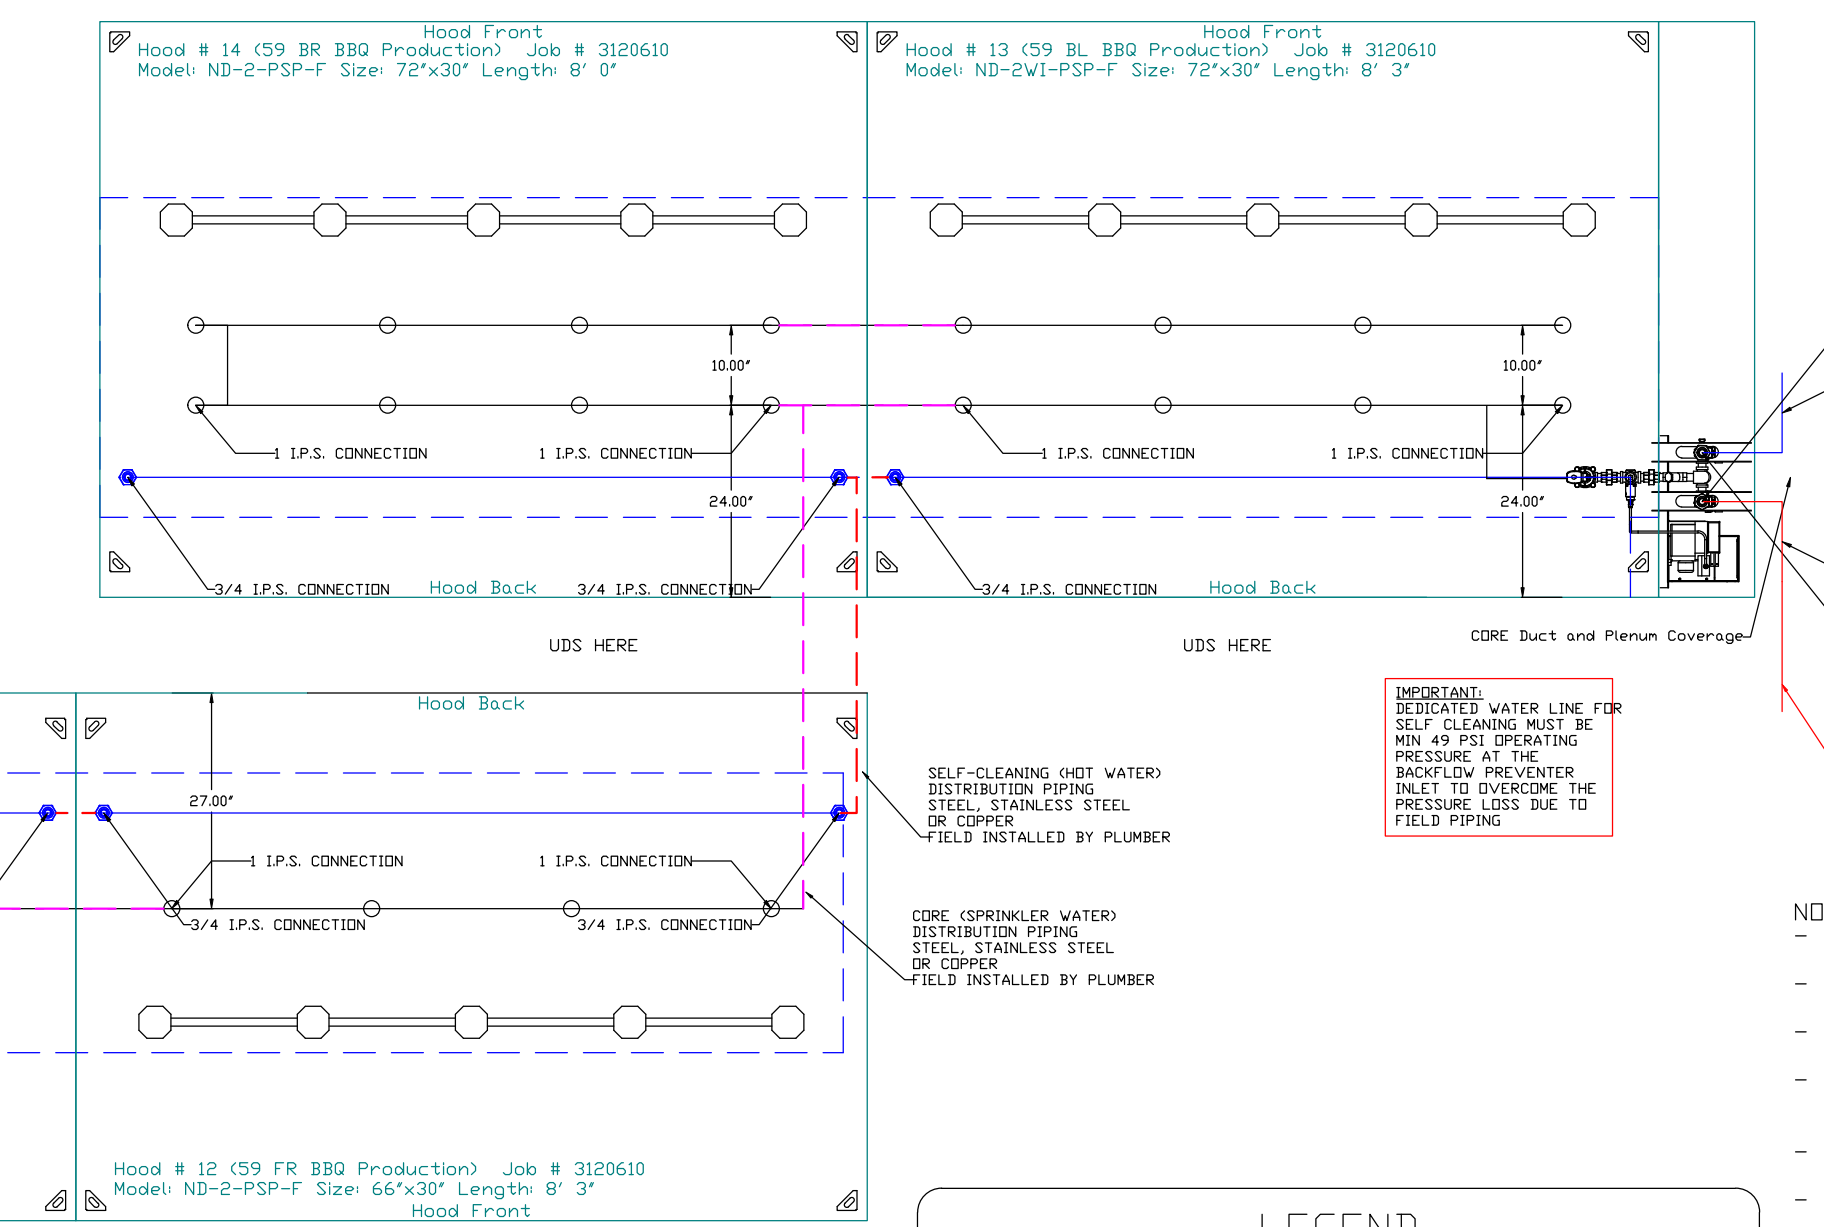 Hood Front
Hood # 14 (59 BR BBQ Production)  Job # 3120610
Model: ND-2-PSP-F Size: 72"x30" Length: 8' 0"
Hood Front
Hood # 13 (59 BL BBQ Production)  Job # 3120610
Model: ND-2WI-PSP-F Size: 72"x30" Length: 8' 3"
10.00"
10.00"
1 I.P.S. CONNECTION
1 I.P.S. CONNECTION
1 I.P.S. CONNECTION
1 I.P.S. CONNECTION
24.00"
24.00"
3/4 I.P.S. CONNECTION
Hood Back
3/4 I.P.S. CONNECTION
3/4 I.P.S. CONNECTION
Hood Back
UDS HERE
UDS HERE
CORE Duct and Plenum Coverage
IMPORTANT:
DEDICATED WATER LINE FOR
SELF CLEANING MUST BE
MIN 49 PSI OPERATING
PRESSURE AT THE
BACKFLOW PREVENTER
INLET TO OVERCOME THE
PRESSURE LOSS DUE TO
FIELD PIPING
Hood Back
27.00"
SELF-CLEANING (HOT WATER)
DISTRIBUTION PIPING
STEEL, STAINLESS STEEL
OR COPPER
FIELD INSTALLED BY PLUMBER
1 I.P.S. CONNECTION
1 I.P.S. CONNECTION
3/4 I.P.S. CONNECTION
3/4 I.P.S. CONNECTION
CORE (SPRINKLER WATER)
DISTRIBUTION PIPING
STEEL, STAINLESS STEEL
OR COPPER
FIELD INSTALLED BY PLUMBER
NO
Hood # 12 (59 FR BBQ Production)  Job # 3120610
Model: ND-2-PSP-F Size: 66"x30" Length: 8' 3"
Hood Front
LEGEND